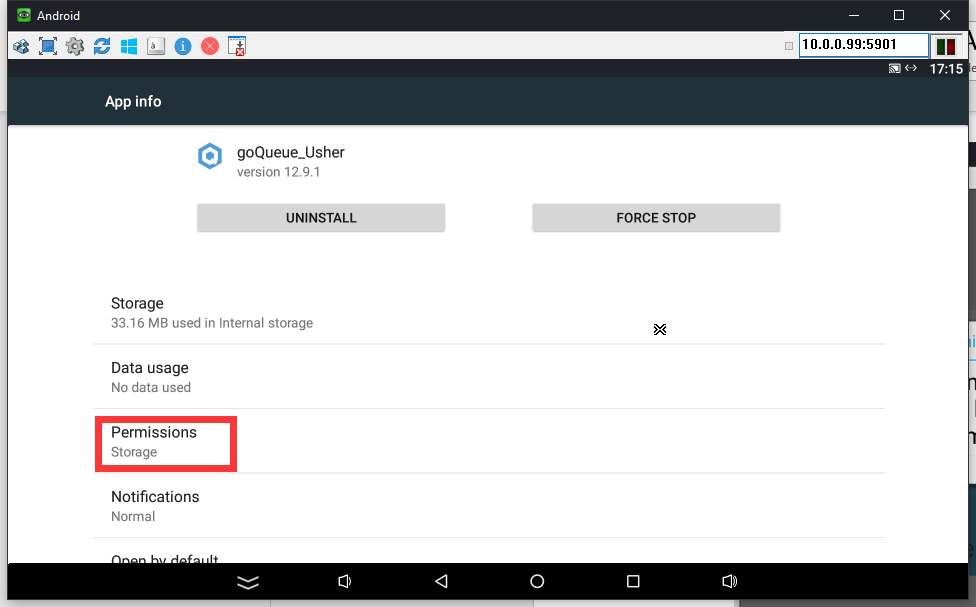 Android
10.0.0.99:5901
17:15
App info
goQueue_Usher
version 12.9.1
UNINSTALL
FORCE STOP
Storage
33.16 MB used in Internal storage
Data usage
No data used
Permissions
Storage
Notifications
Normal
Open by default